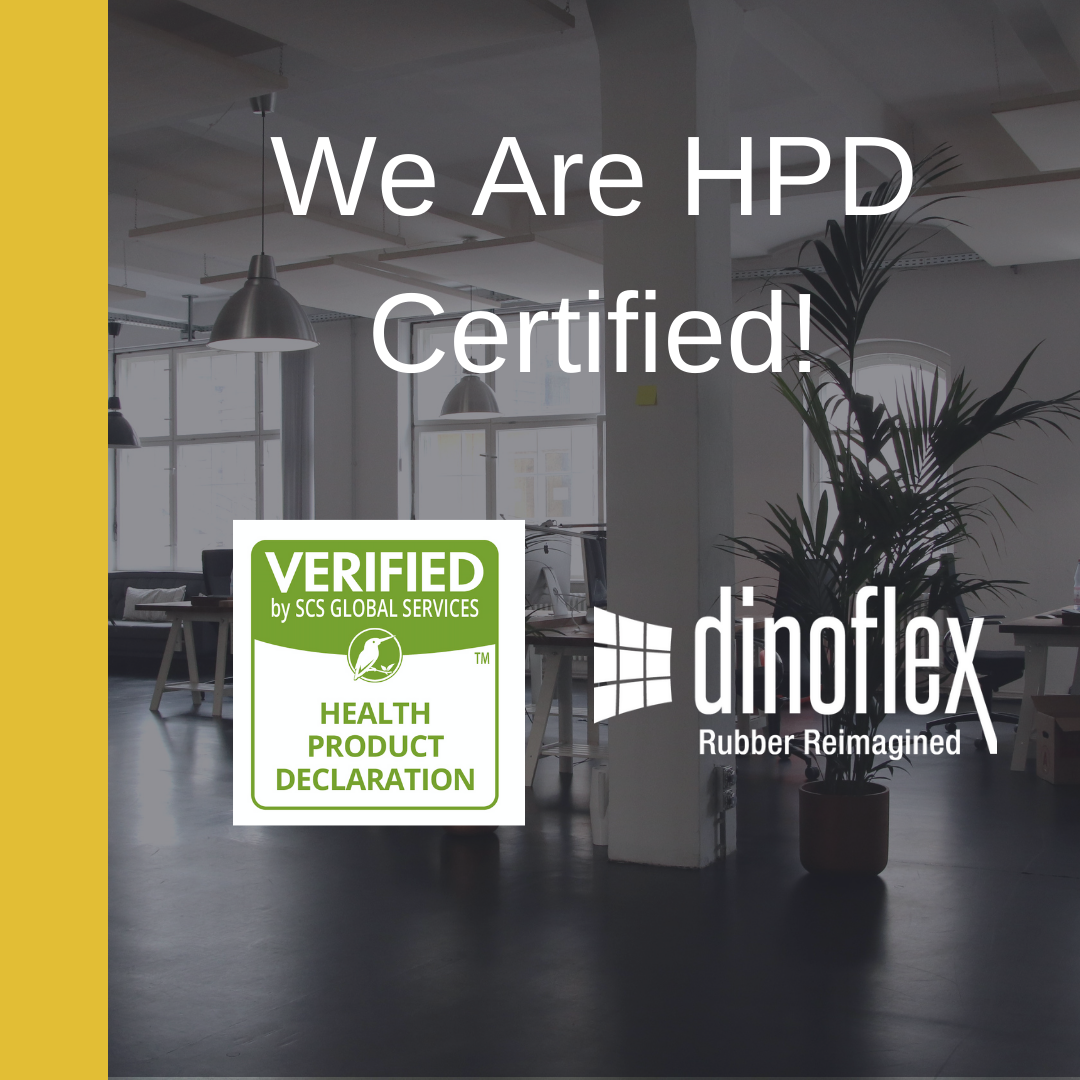 We Are HPD
Certified!
VERIFIED
by SCS GLOBAL SERVICES
TM
HEALTH
PRODUCT
DECLARATION
dinoflex
Rubber Reimagined